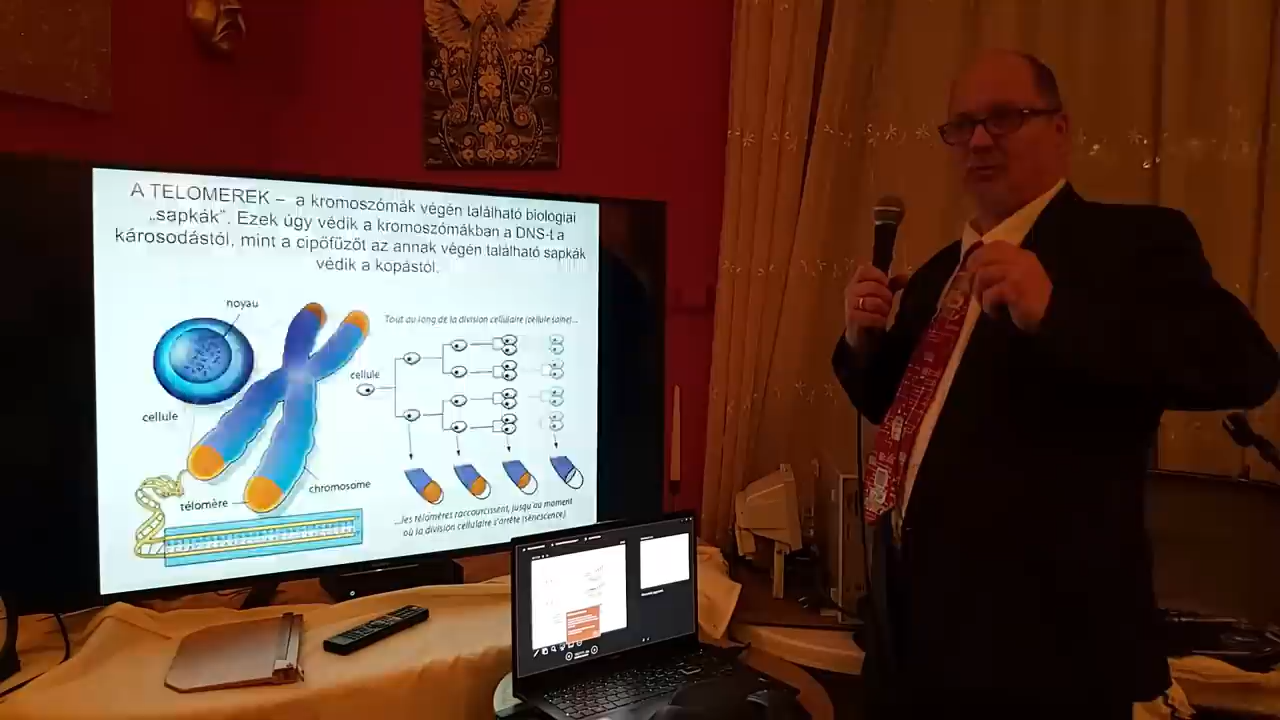 A TELOMEREK – a kromoszómák végén található biologiai
„sapkák”. Ezek úgy védik a kromoszómákban a DNS-t a
károsodástól, mint a cipőfűzőt az annak végén található sapkák
védik a kopástól.
noyau
Tout au long de la division cellulaire (cellule saine)...
cellule
cellule
chromosome
télomère
...les télomères raccourcissent, jusqu'au moment
où la division cellulaire s'arrête (sénescence)